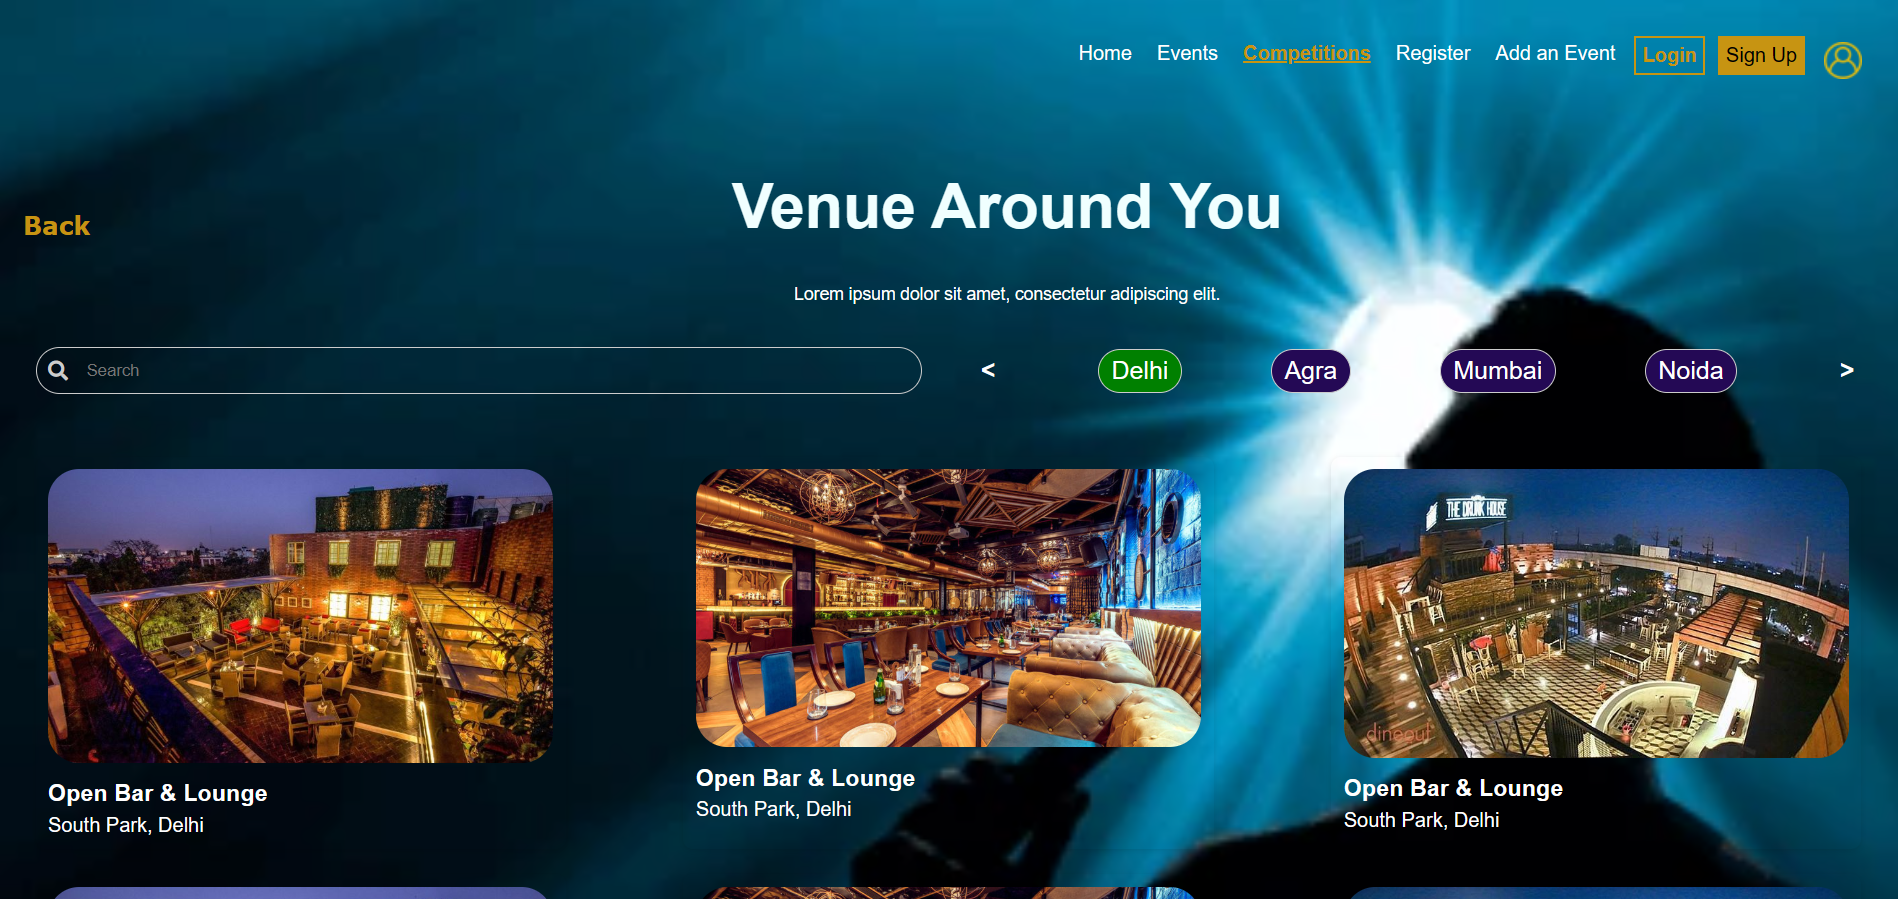 Home Events Competitions Register Add an Event Login Sign Up
Venue Around You
Back
Lorem ipsum dolor sit amet, consectetur adipiscing elit.
Search
< Delhi Agra Mumbai Noida >
THE DRUNK HOUSE
dineout
Open Bar & Lounge
South Park, Delhi
Open Bar & Lounge
South Park, Delhi
Open Bar & Lounge
South Park, Delhi